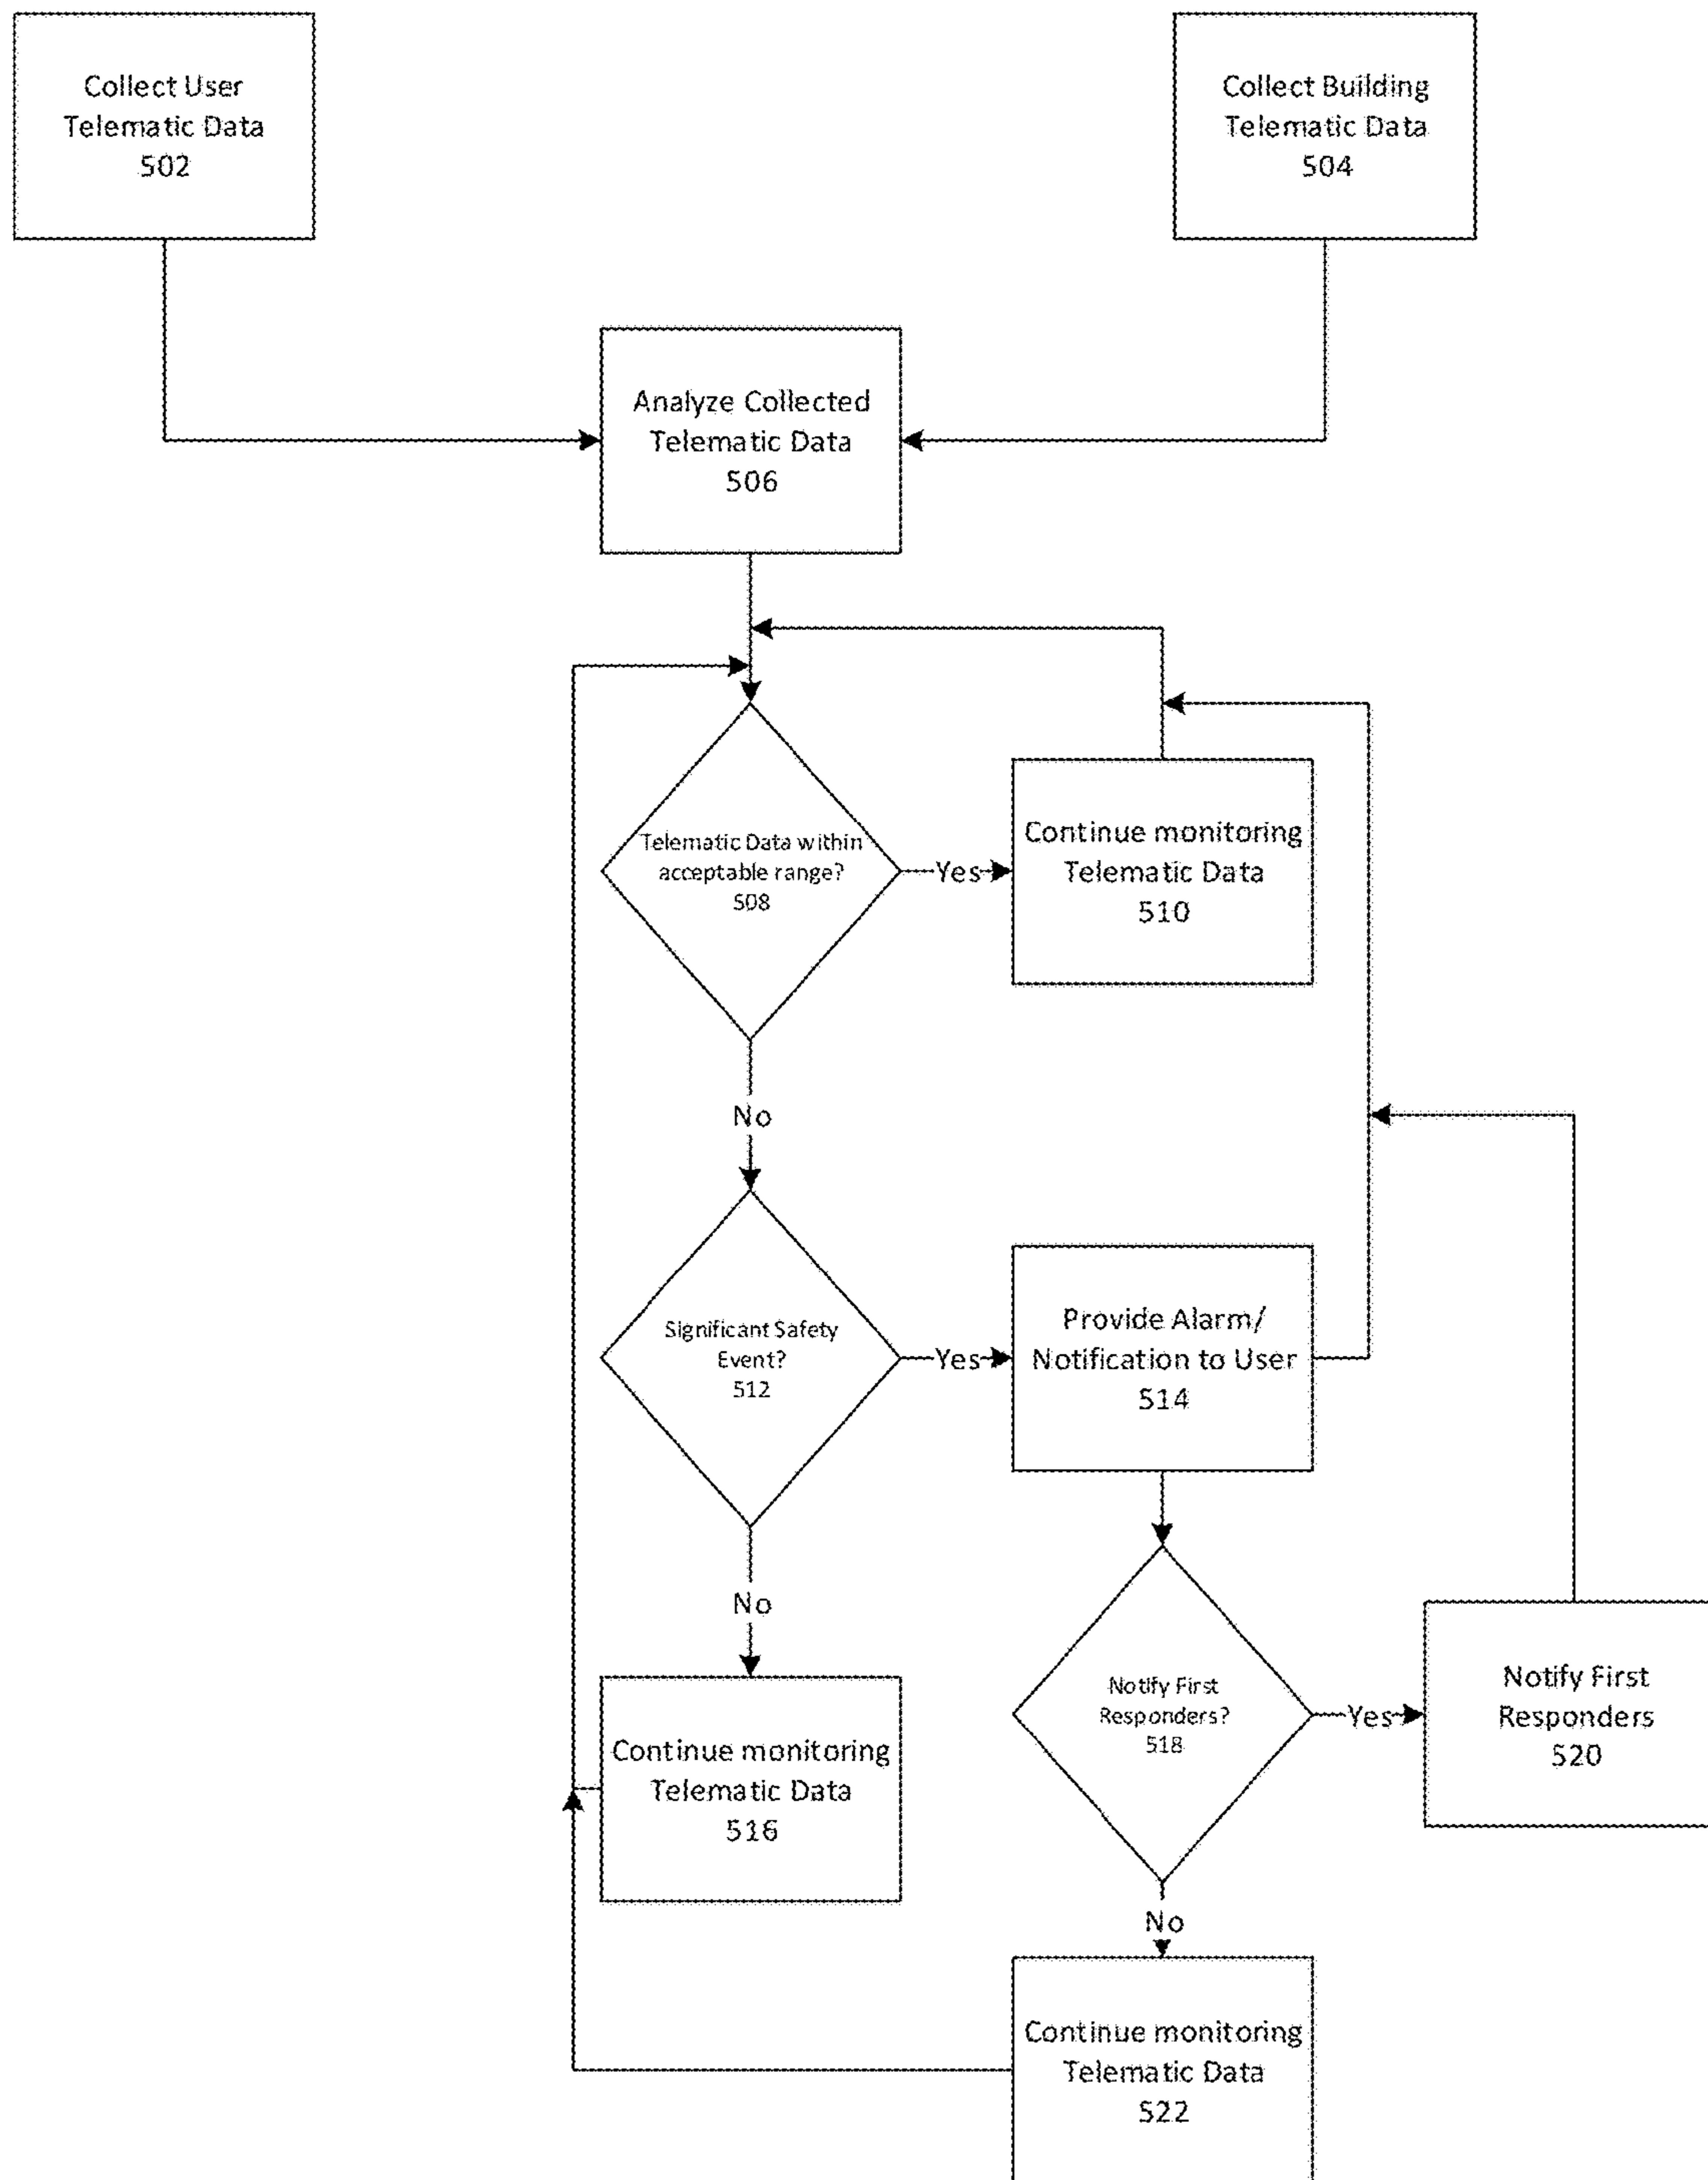 Collect User
Telematic Data
502
Collect Building
Telematic Data
504
Analyze Collected
Telematic Data
506
Telematic Data within
acceptable range?
508
Yes
Continue monitoring
Telematic Data
510
No
Significant Safety
Event?
512
Yes
Provide Alarm/
Notification to User
514
No
Continue monitoring
Telematic Data
516
Notify First
Responders?
518
Yes
Notify First
Responders
520
No
Continue monitoring
Telematic Data
522